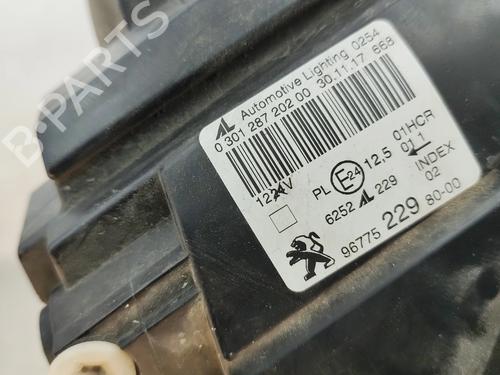 B-PARTS
AL Automotive Lighting 0254
0 301 287 202 00 30.11.17 668
12V
PL E24 12,5 01HCR
01 1
6252 AL 229 INDEX
02
96775 229 80-00